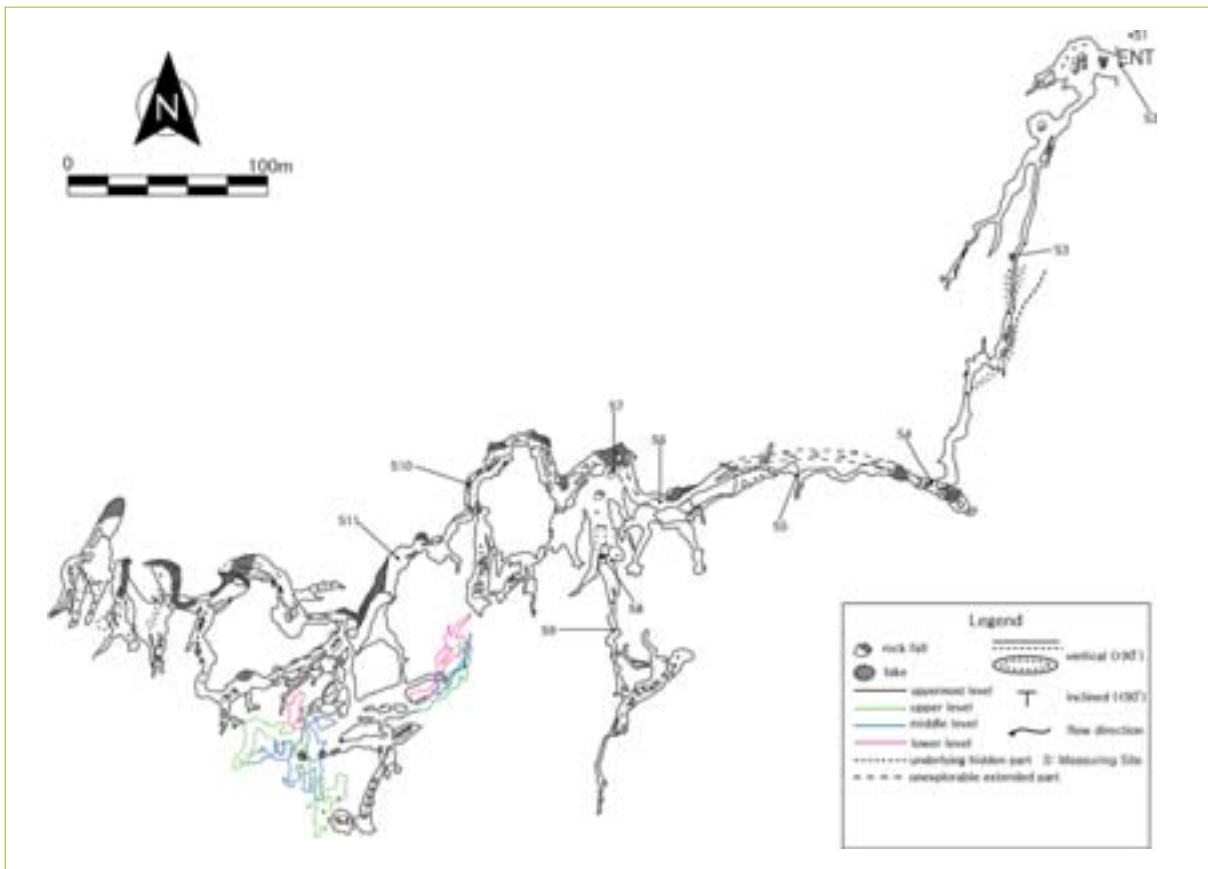 S1
ENT
S2
N
0 100m
S3
S7
S6
S4
S10
S11
S5
S8
S9
Legend
rock fall
lake
uppermost level
upper level
middle level
lower level
underlying hidden part
unexplorable extended part
vertical
inclined
flow direction
S: Measuring Site